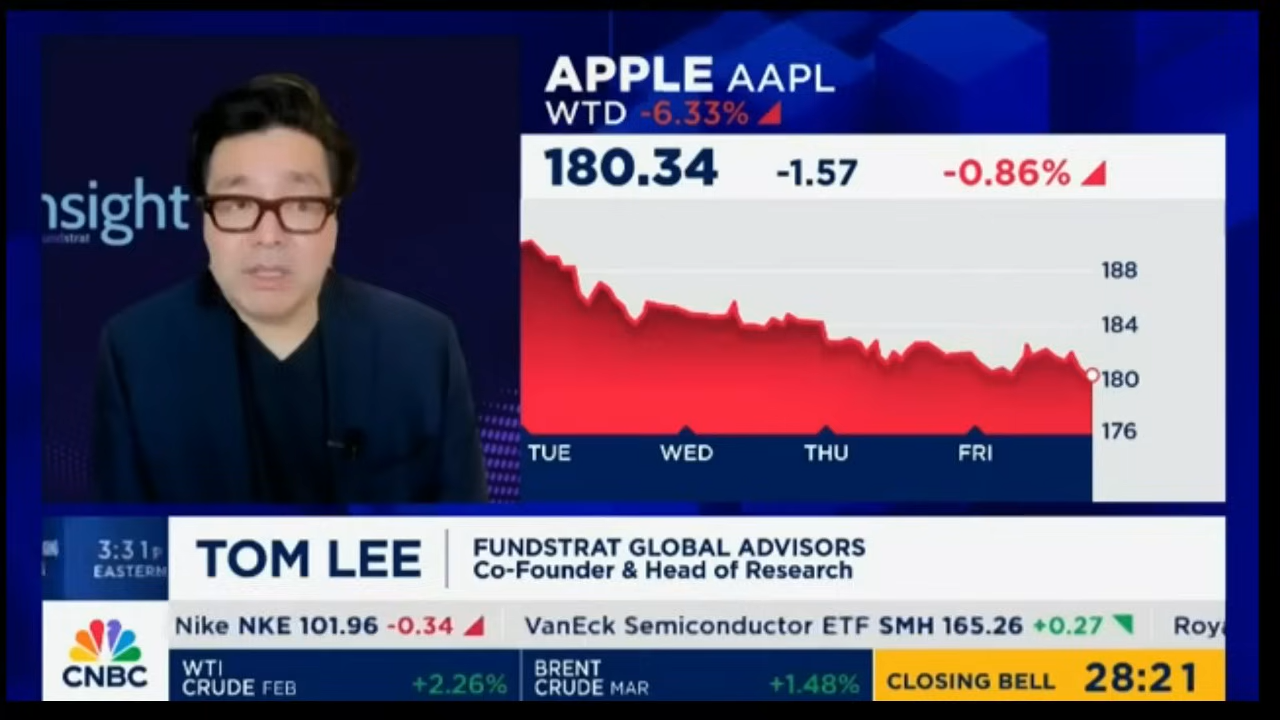 APPLE AAPL
WTD -6.33%
180.34 -1.57 -0.86%
188
184
180
176
TUE WED THU FRI
nsight
undstrat
3:31P
EASTERN
TOM LEE
FUNDSTRAT GLOBAL ADVISORS
Co-Founder & Head of Research
Nike NKE 101.96 -0.34 VanEck Semiconductor ETF SMH 165.26 +0.27 Roya
CNBC
WTI
CRUDE FEB +2.26%
BRENT
CRUDE MAR +1.48%
CLOSING BELL 28:21